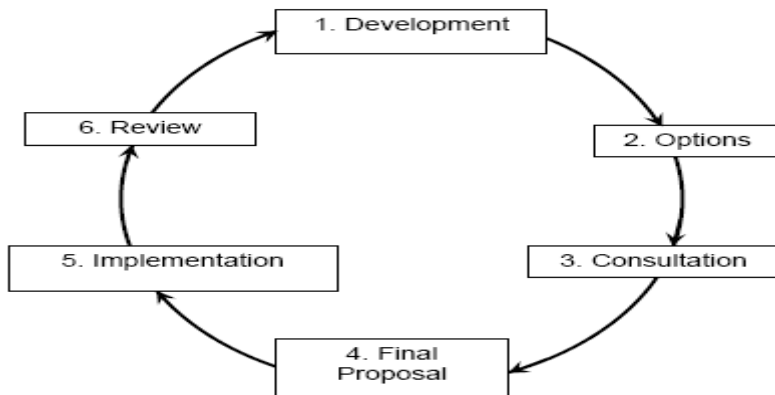 1. Development
2. Options
3. Consultation
4. Final
Proposal
5. Implementation
6. Review